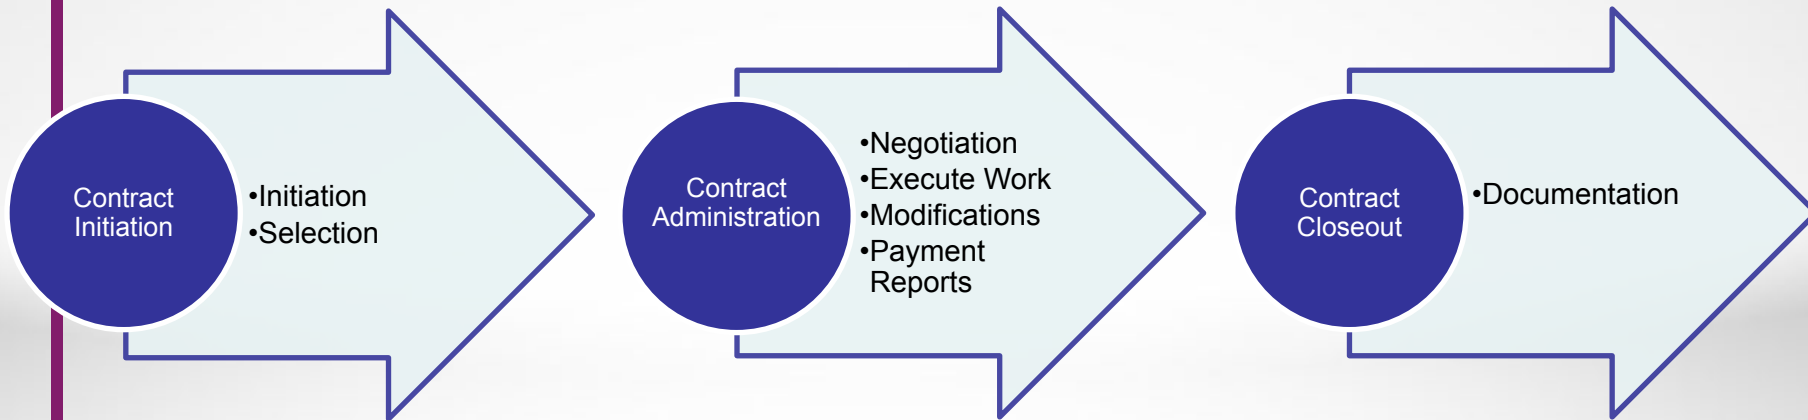 Contract
Initiation
•Initiation
•Selection
Contract
Administration
•Negotiation
•Execute Work
•Modifications
•Payment
Reports
Contract
Closeout
•Documentation